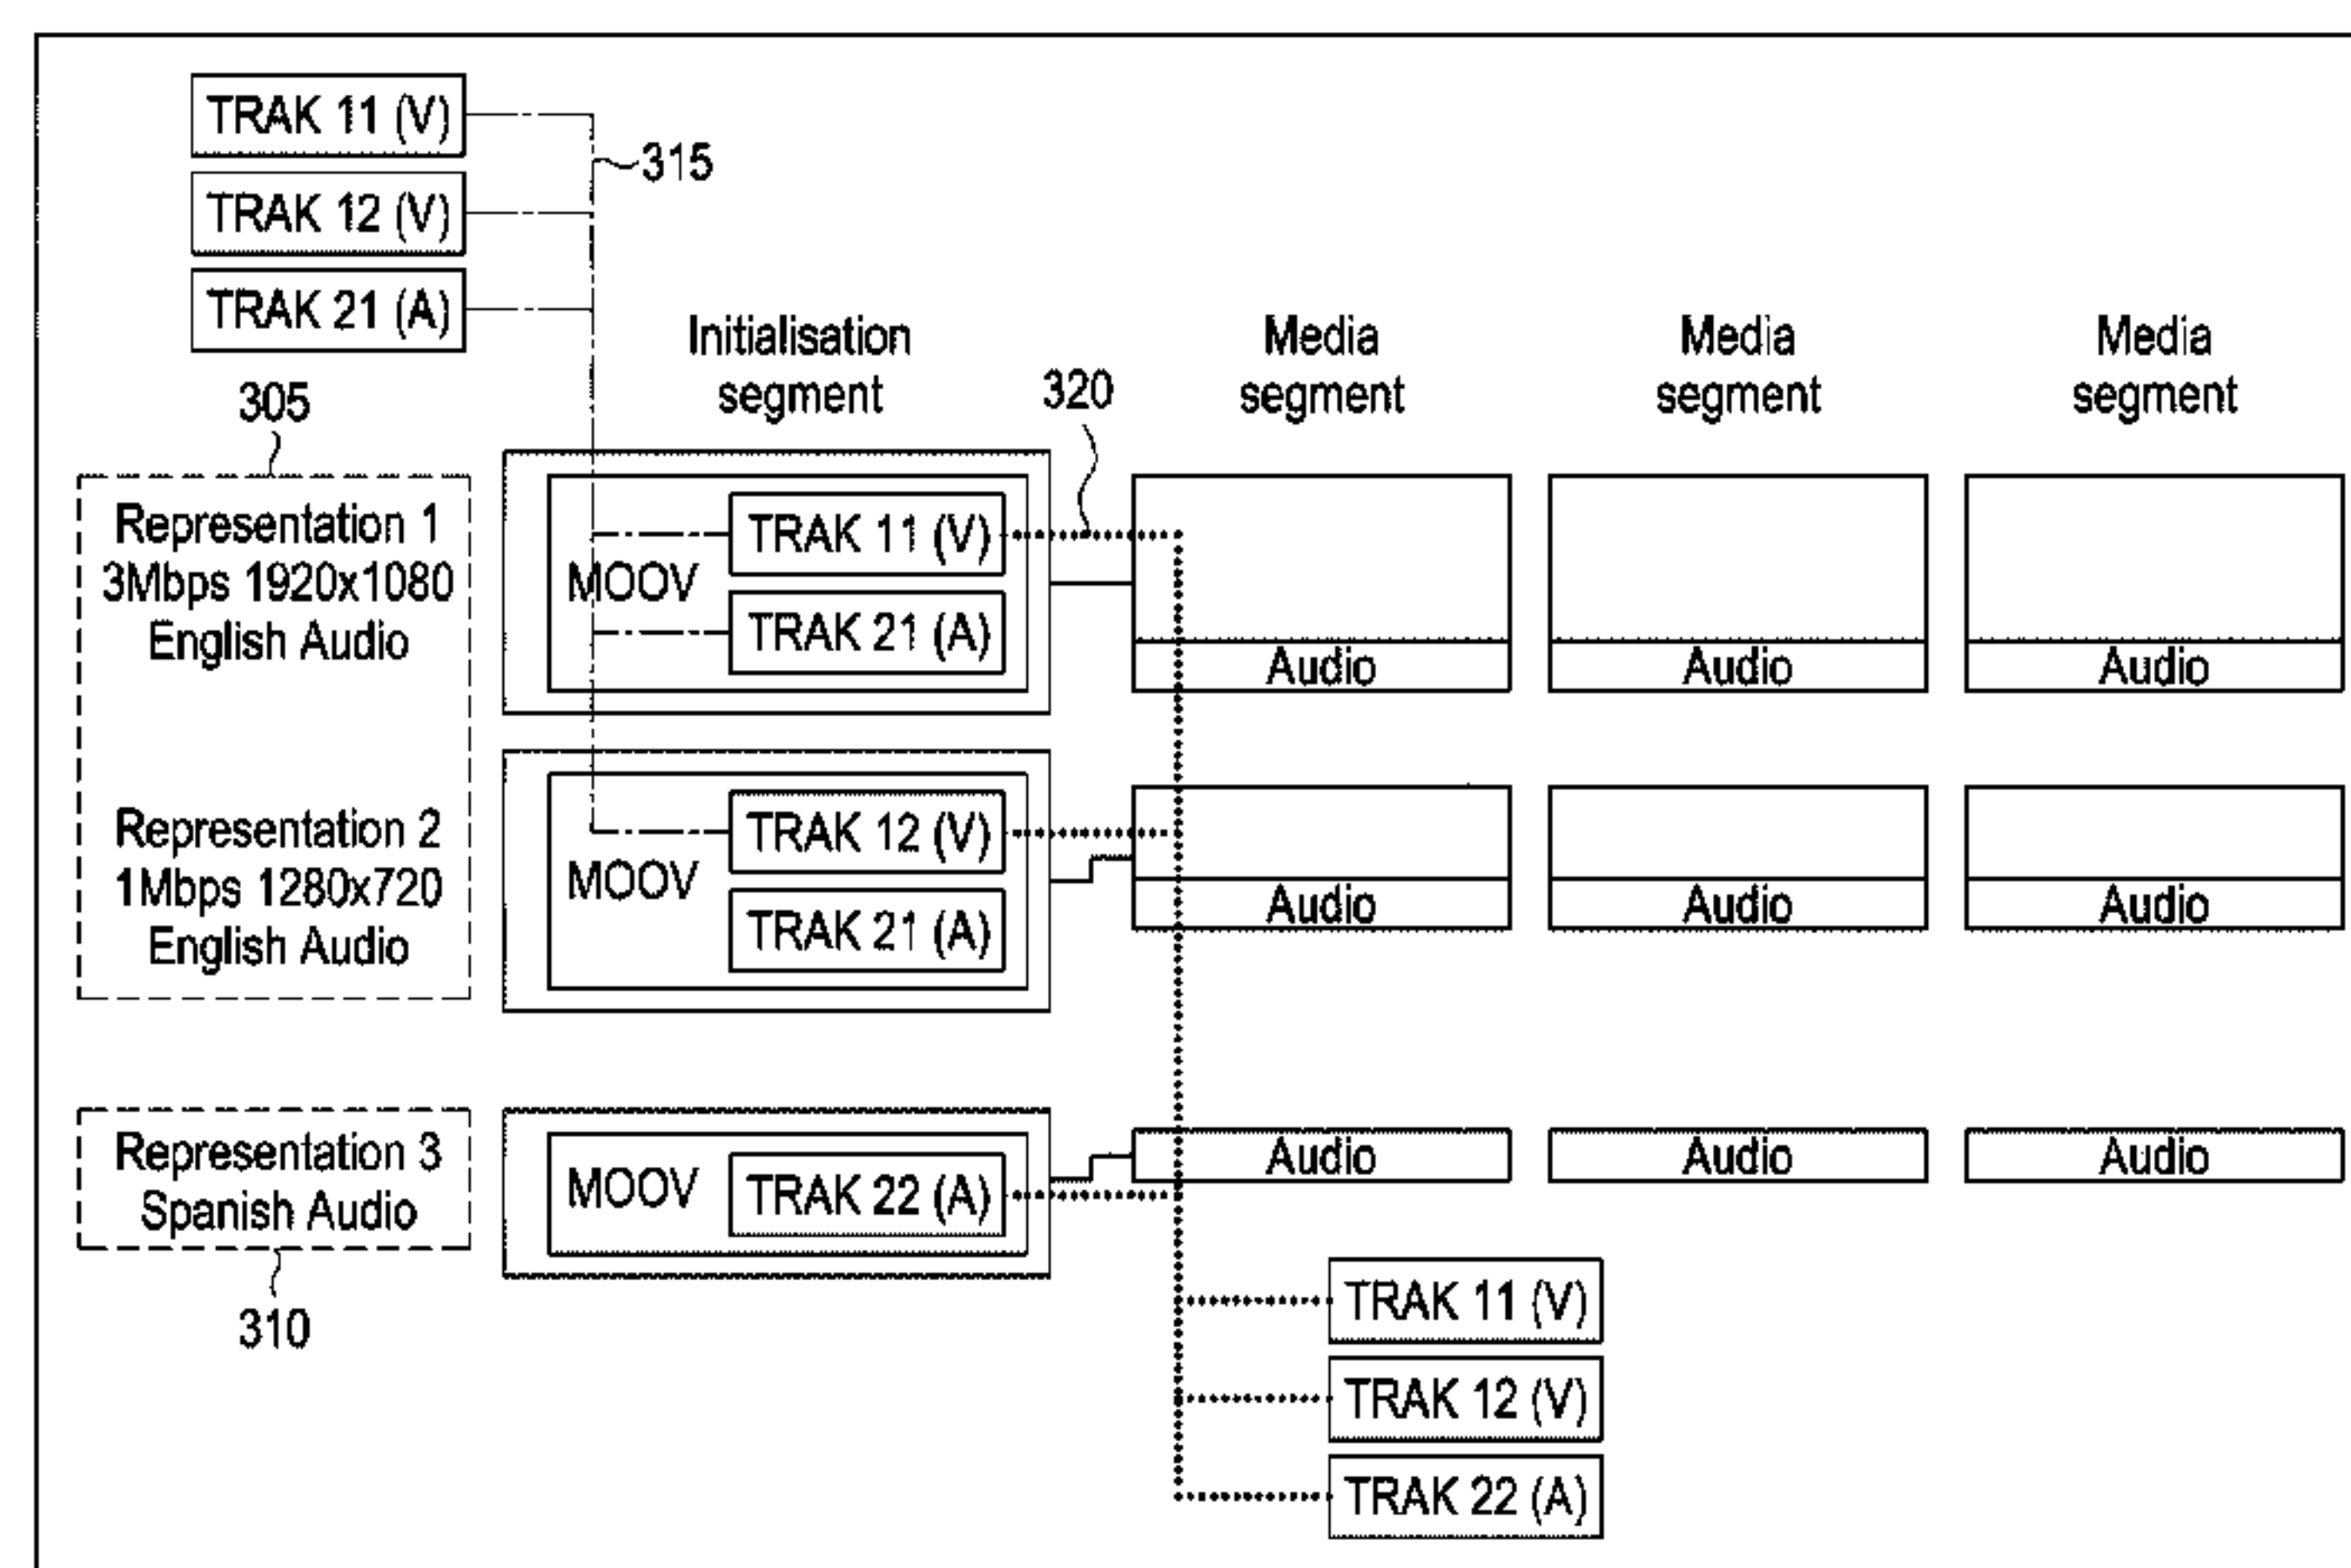 TRAK 11 (V)
315
TRAK 12 (V)
TRAK 21 (A)
Initialisation
segment
Media
segment
Media
segment
Media
segment
305
320
Representation 1
3Mbps 1920x1080
English Audio
MOOV
TRAK 11 (V)
TRAK 21 (A)
Audio
Audio
Audio
Representation 2
1Mbps 1280x720
English Audio
MOOV
TRAK 12 (V)
TRAK 21 (A)
Audio
Audio
Audio
Representation 3
Spanish Audio
MOOV
TRAK 22 (A)
Audio
Audio
Audio
310
TRAK 11 (V)
TRAK 12 (V)
TRAK 22 (A)